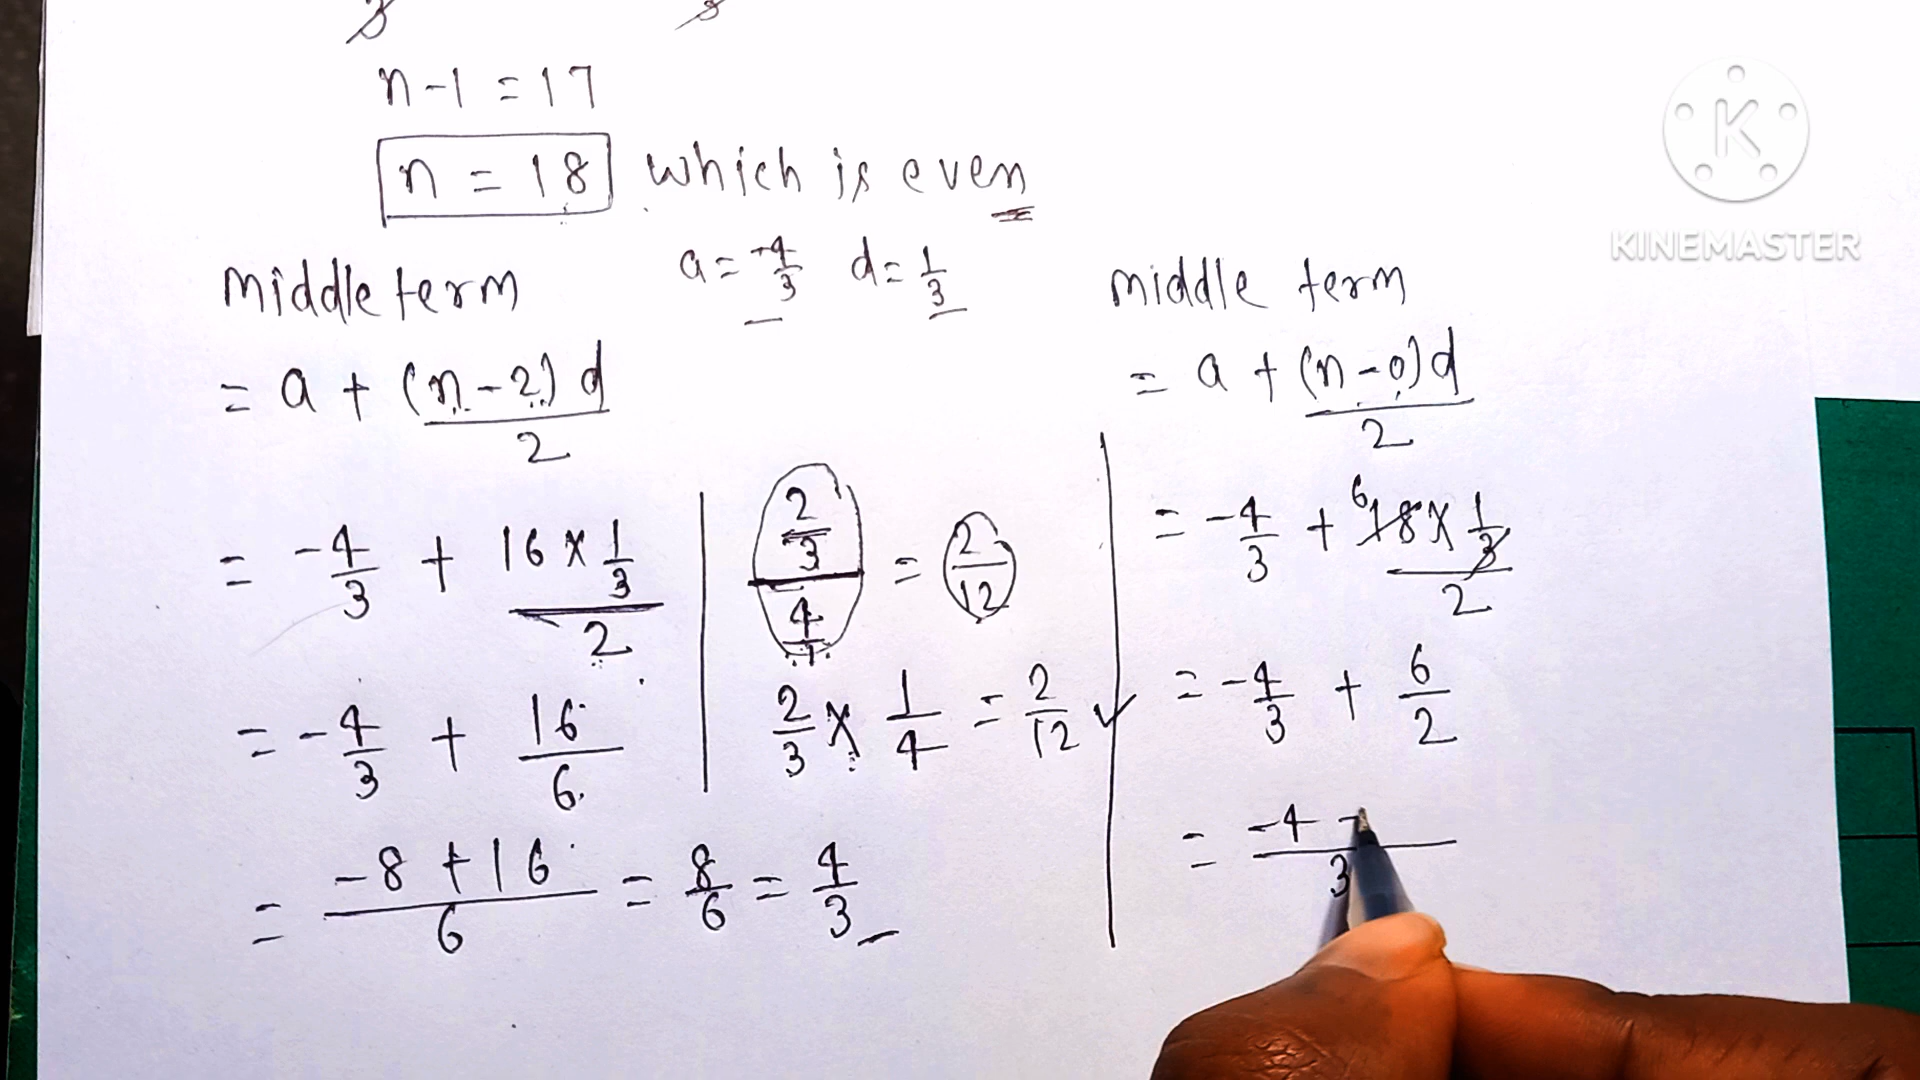 n-1 = 17
n = 18 which is even
a = -4/3 d = 1/3
middle term
= a + (n-2)d/2
= -4/3 + 16 × 1/3 / 2
= -4/3 + 16/6
= -8+16/6 = 8/6 = 4/3
2/3 / 4/1 = 2/12
2/3 × 1/4 = 2/12 ✓
middle term
= a + (n-0)d/2
= -4/3 + 6 18 × 1/3 / 2
= -4/3 + 6/2
= -4 - /3
K
KINEMASTER